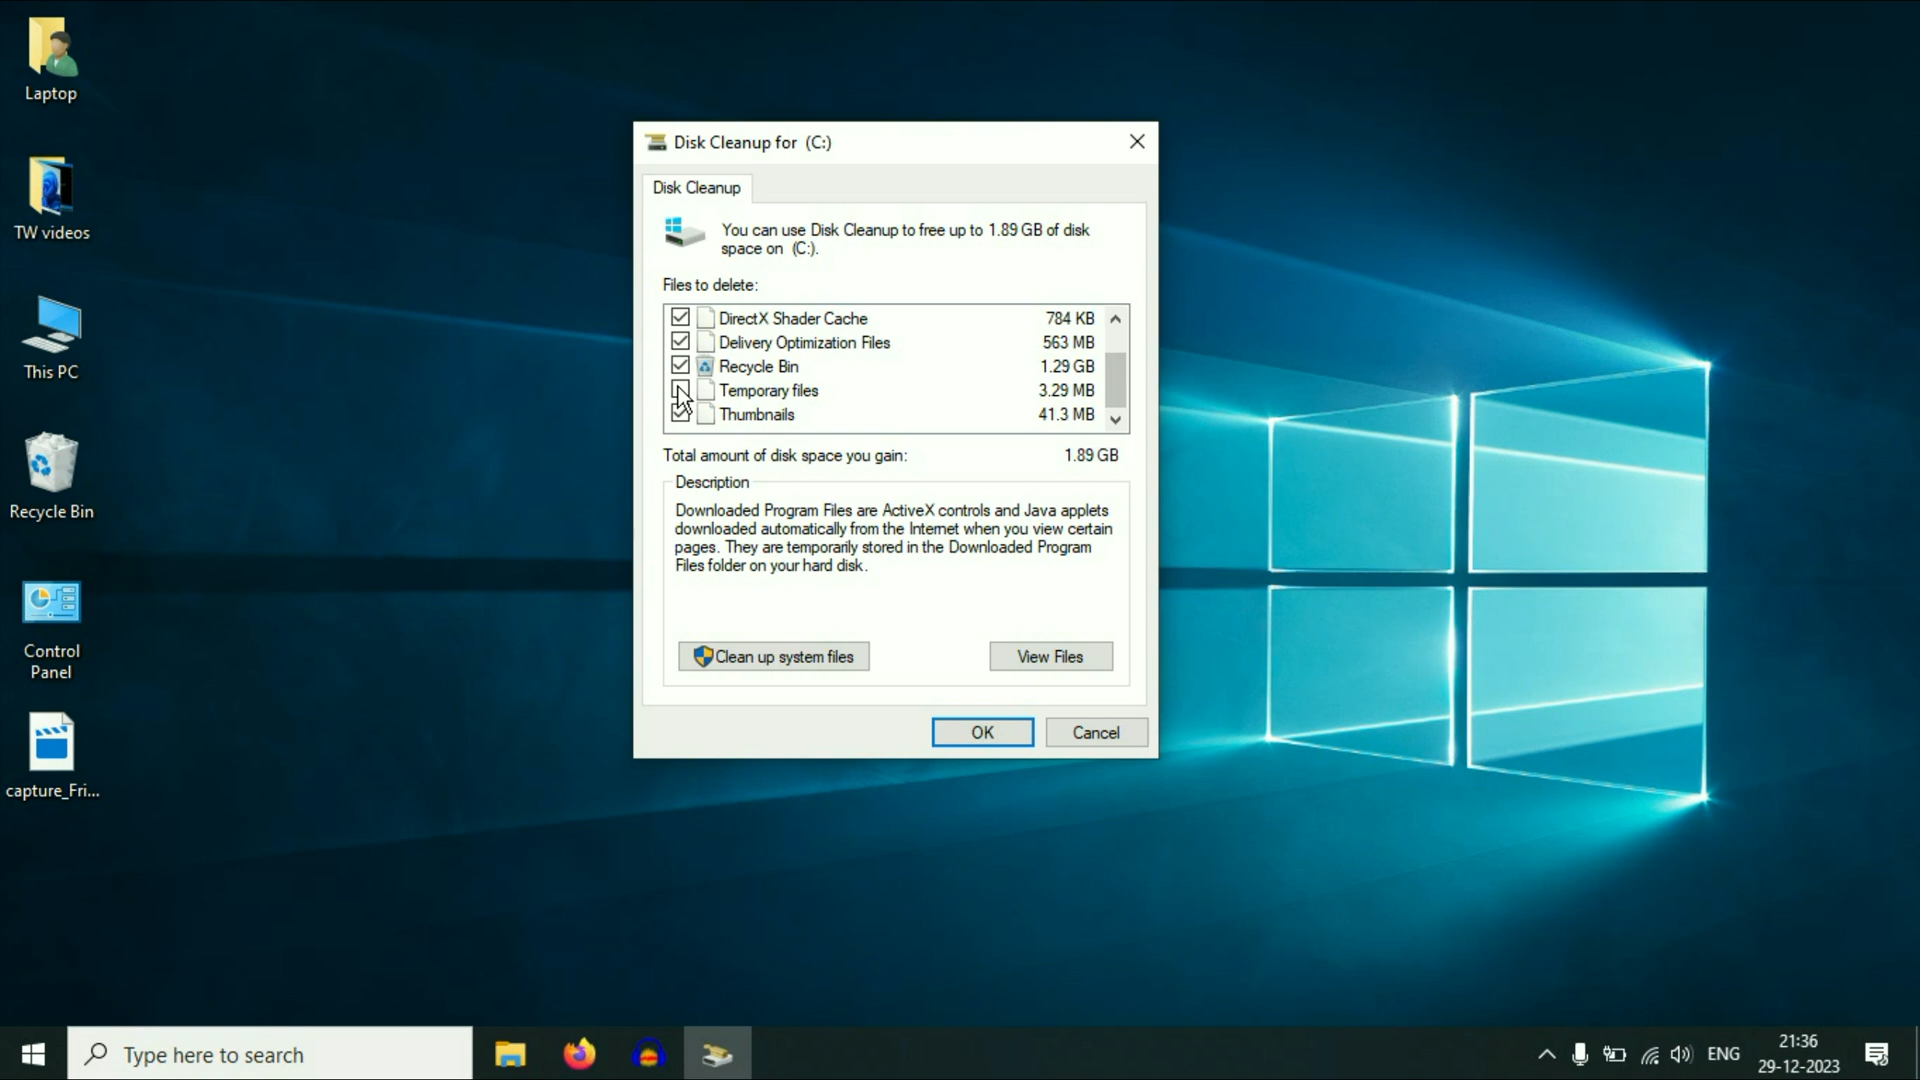 Laptop
TW videos
This PC
Recycle Bin
Control
Panel
capture_Fri...
Disk Cleanup for (C:)
Disk Cleanup
You can use Disk Cleanup to free up to 1.89 GB of disk
space on (C:).
Files to delete:
DirectX Shader Cache 784 KB
Delivery Optimization Files 563 MB
Recycle Bin 1.29 GB
Temporary files 3.29 MB
Thumbnails 41.3 MB
Total amount of disk space you gain: 1.89 GB
Description
Downloaded Program Files are ActiveX controls and Java applets
downloaded automatically from the Internet when you view certain
pages. They are temporarily stored in the Downloaded Program
Files folder on your hard disk.
Clean up system files
View Files
OK
Cancel
Type here to search
ENG
21:36
29-12-2023